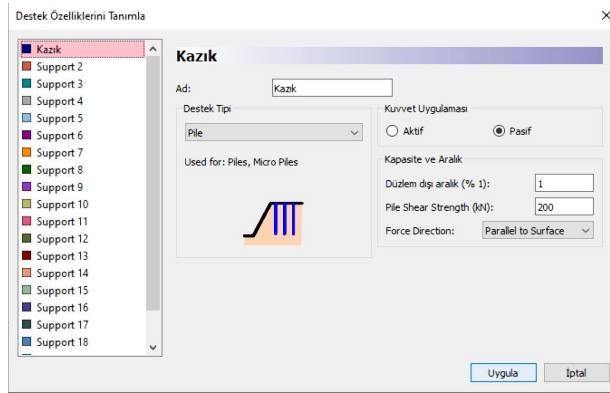 Destek Özelliklerini Tanımla
Kazık
Support 2
Support 3
Support 4
Support 5
Support 6
Support 7
Support 8
Support 9
Support 10
Support 11
Support 12
Support 13
Support 14
Support 15
Support 16
Support 17
Support 18
Kazık
Ad: Kazık
Destek Tipi
Pile
Used for: Piles, Micro Piles
Kuvvet Uygulaması
Aktif Pasif
Kapasite ve Aralık
Düzlem dışı aralık (% 1): 1
Pile Shear Strength (kN): 200
Force Direction: Parallel to Surface
Uygula İptal